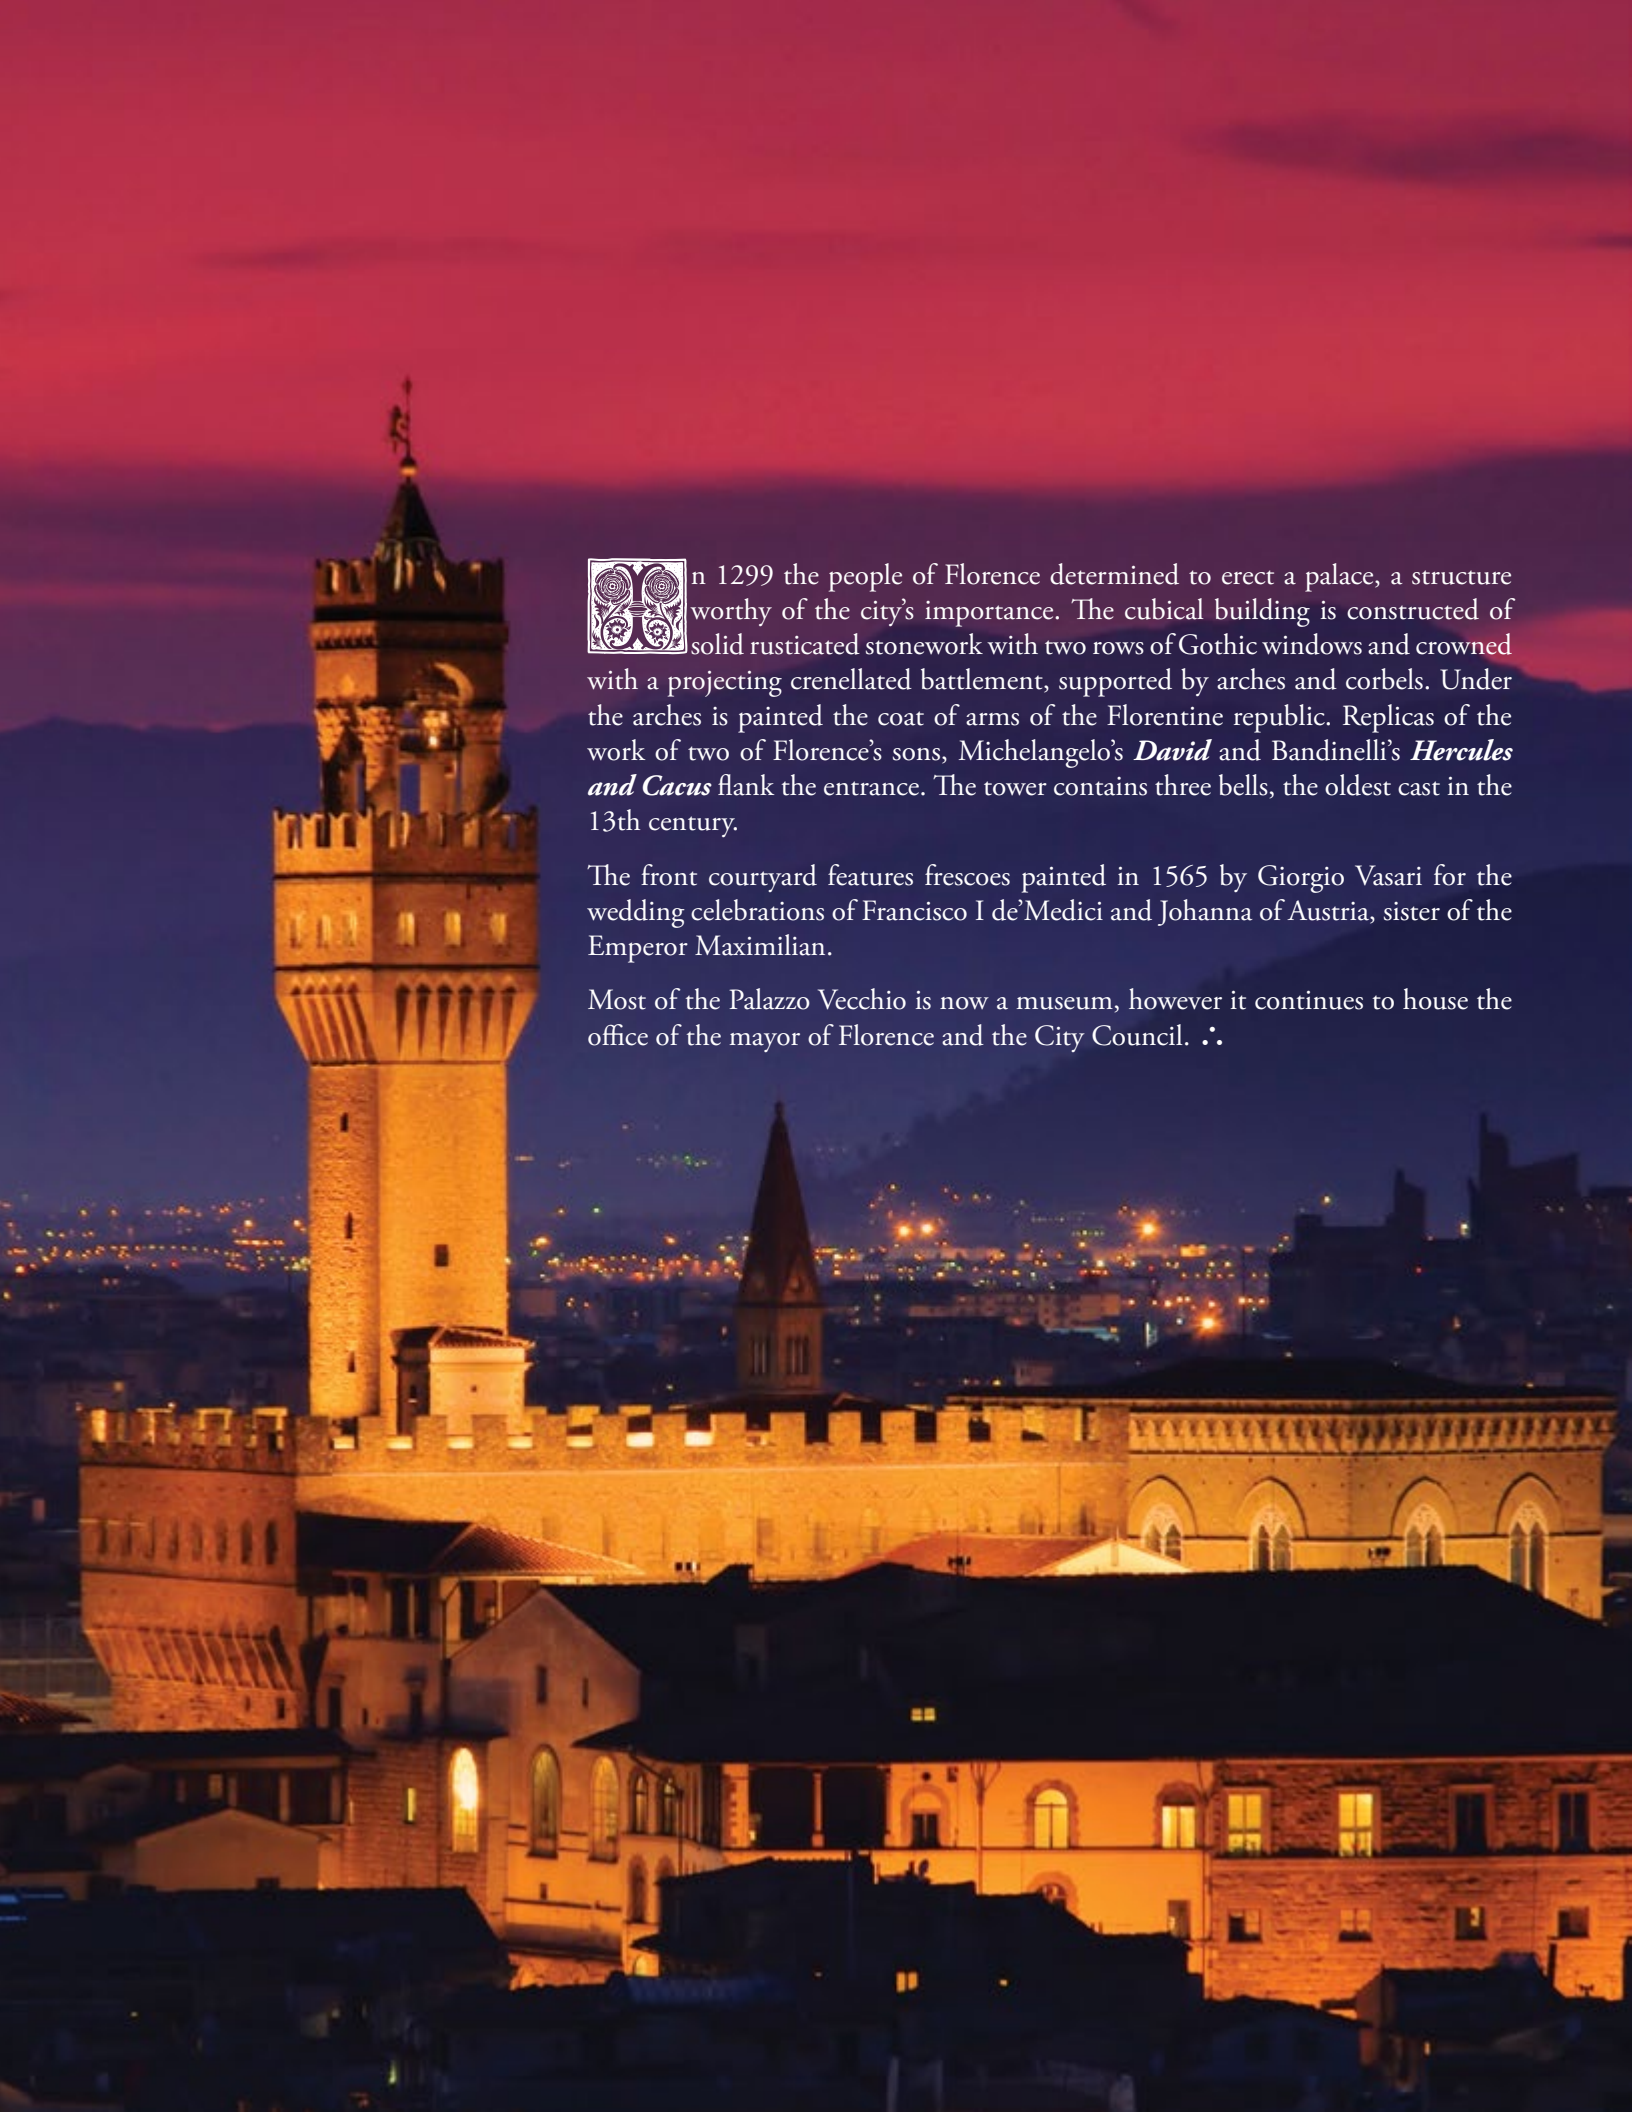 In 1299 the people of Florence determined to erect a palace, a structure
worthy of the city’s importance. The cubical building is constructed of
solid rusticated stonework with two rows of Gothic windows and crowned
with a projecting crenellated battlement, supported by arches and corbels. Under
the arches is painted the coat of arms of the Florentine republic. Replicas of the
work of two of Florence’s sons, Michelangelo’s David and Bandinelli’s Hercules
and Cacus flank the entrance. The tower contains three bells, the oldest cast in the
13th century.
The front courtyard features frescoes painted in 1565 by Giorgio Vasari for the
wedding celebrations of Francisco I de’Medici and Johanna of Austria, sister of the
Emperor Maximilian.
Most of the Palazzo Vecchio is now a museum, however it continues to house the
office of the mayor of Florence and the City Council. ∴